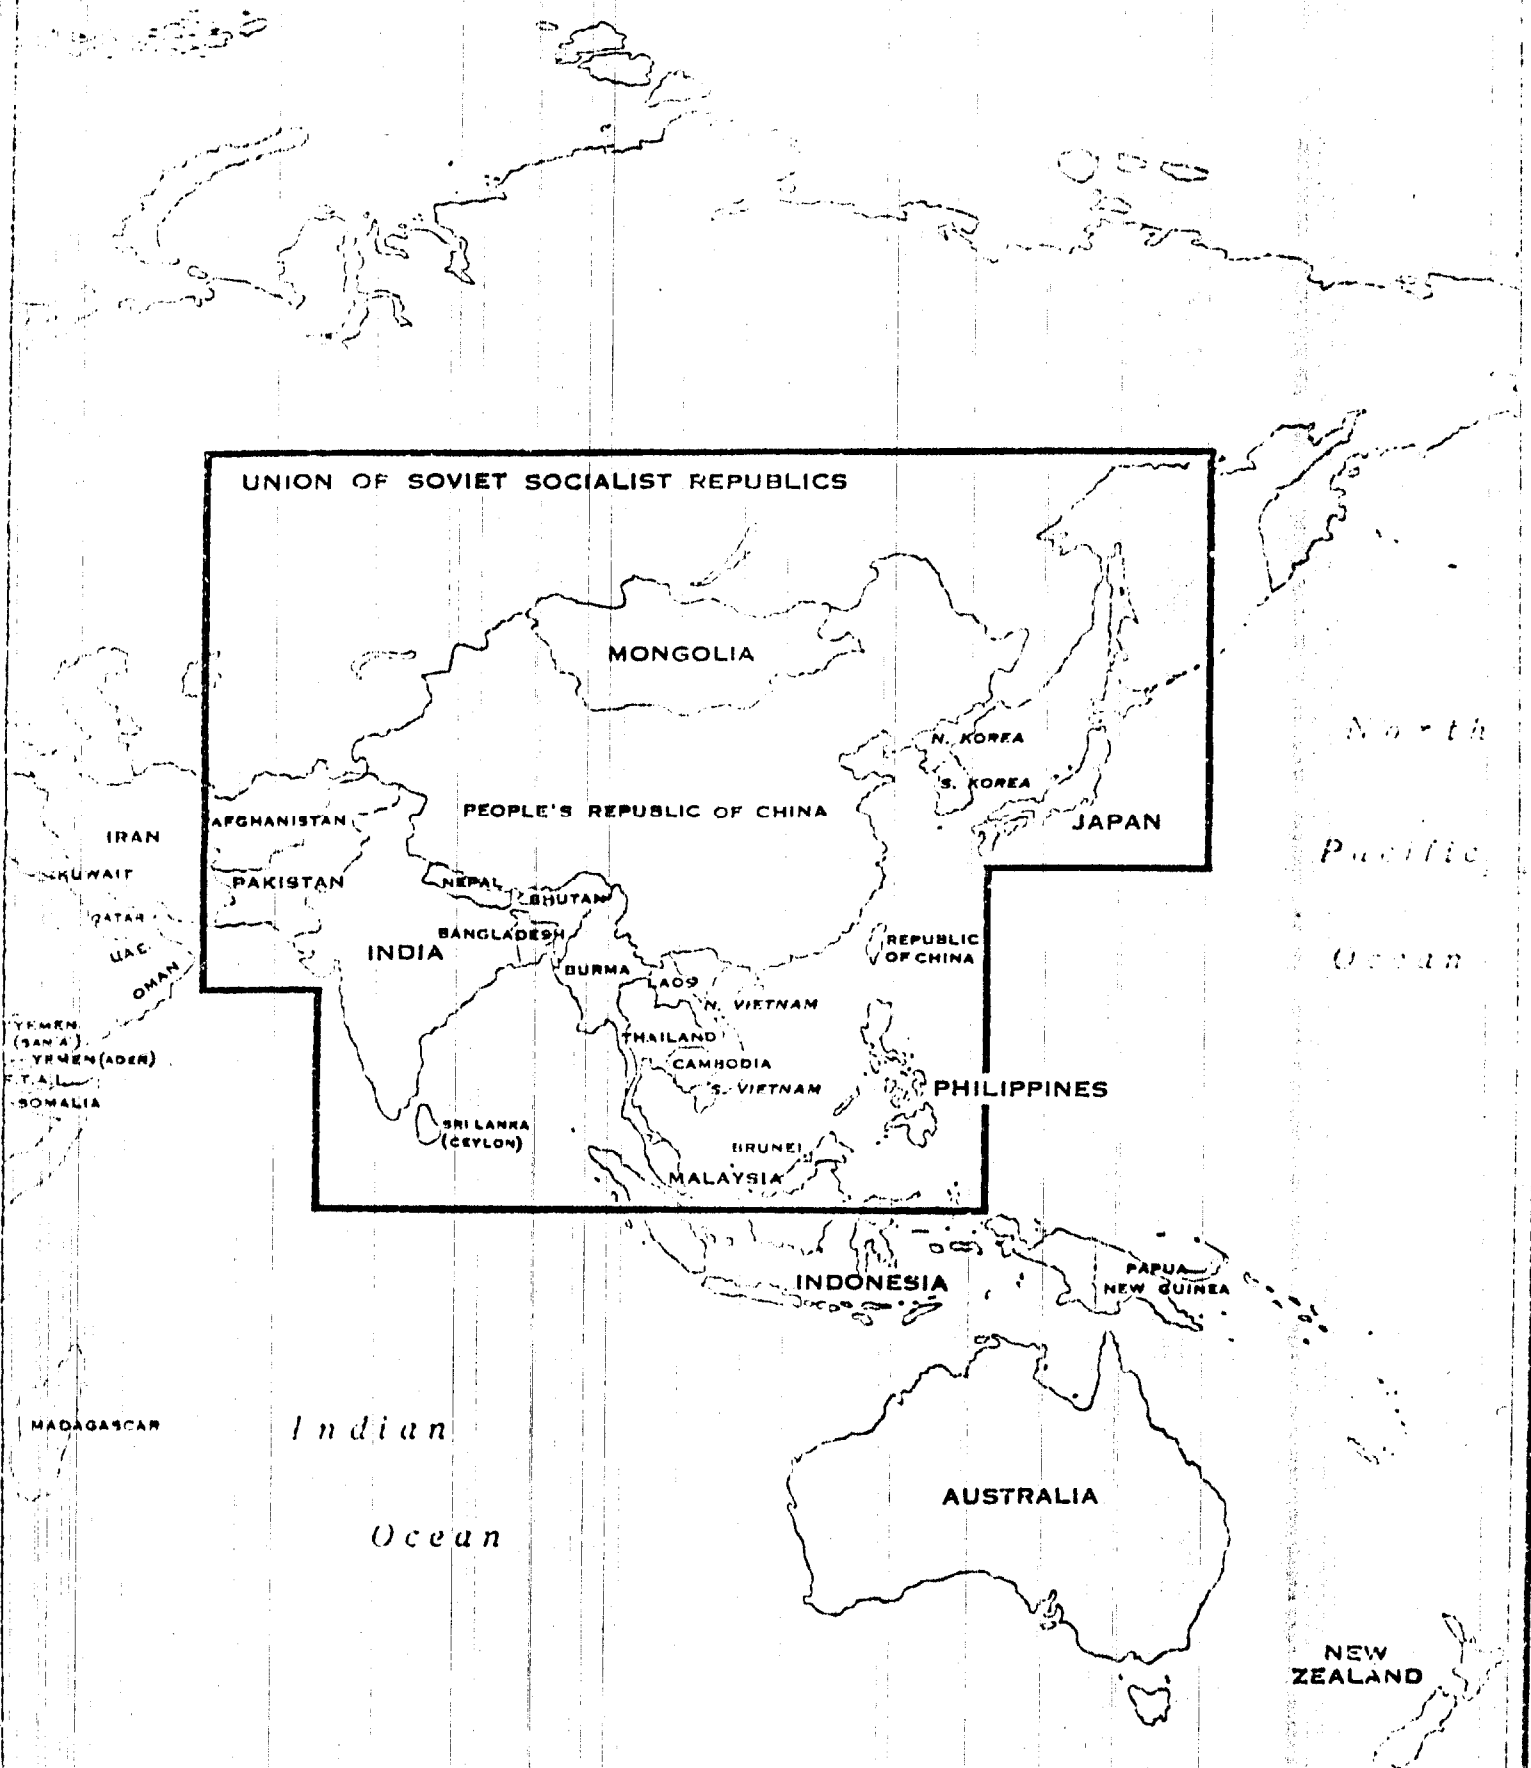 UNION OF SOVIET SOCIALIST REPUBLICS
MONGOLIA
North
N. KOREA
S. KOREA
PEOPLE'S REPUBLIC OF CHINA
AFGHANISTAN
JAPAN
IRAN
Pacific
KUWAIT
PAKISTAN
NEPAL
BHUTAN
QATAR
BANGLADESH
REPUBLIC
OF CHINA
INDIA
U.A.E.
Ocean
BURMA
OMAN
LAOS
N. VIETNAM
YEMEN
(SAN'A')
THAILAND
YEMEN (ADEN)
CAMBODIA
F.T.A.I.
S. VIETNAM
PHILIPPINES
SOMALIA
SRI LANKA
(CEYLON)
BRUNEI
MALAYSIA
INDONESIA
PAPUA
NEW GUINEA
MADAGASCAR
Indian
AUSTRALIA
Ocean
NEW
ZEALAND